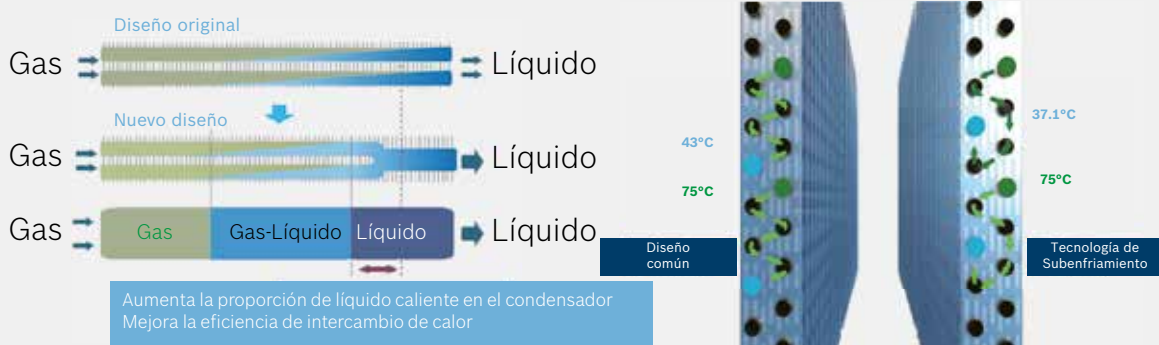 Diseño original
Gas
Líquido
Nuevo diseño
Gas
Líquido
Gas
Gas
Gas-Líquido
Líquido
Líquido
Aumenta la proporción de líquido caliente en el condensador
Mejora la eficiencia de intercambio de calor
43°C
75°C
Diseño
común
37.1°C
75°C
Tecnología de
Subenfriamiento